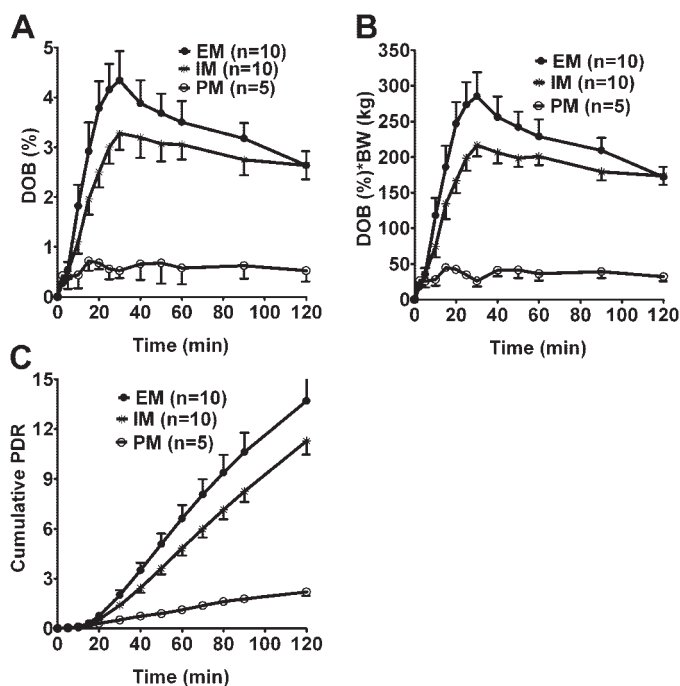 A
EM (n=10)
IM (n=10)
PM (n=5)
DOB (%)
5
4
3
2
1
0
0 20 40 60 80 100 120
Time (min)
B
EM (n=10)
IM (n=10)
PM (n=5)
DOB (%)*BW (kg)
350
300
250
200
150
100
50
0
0 20 40 60 80 100 120
Time (min)
C
EM (n=10)
IM (n=10)
PM (n=5)
Cumulative PDR
15
12
9
6
3
0
0 20 40 60 80 100 120
Time (min)